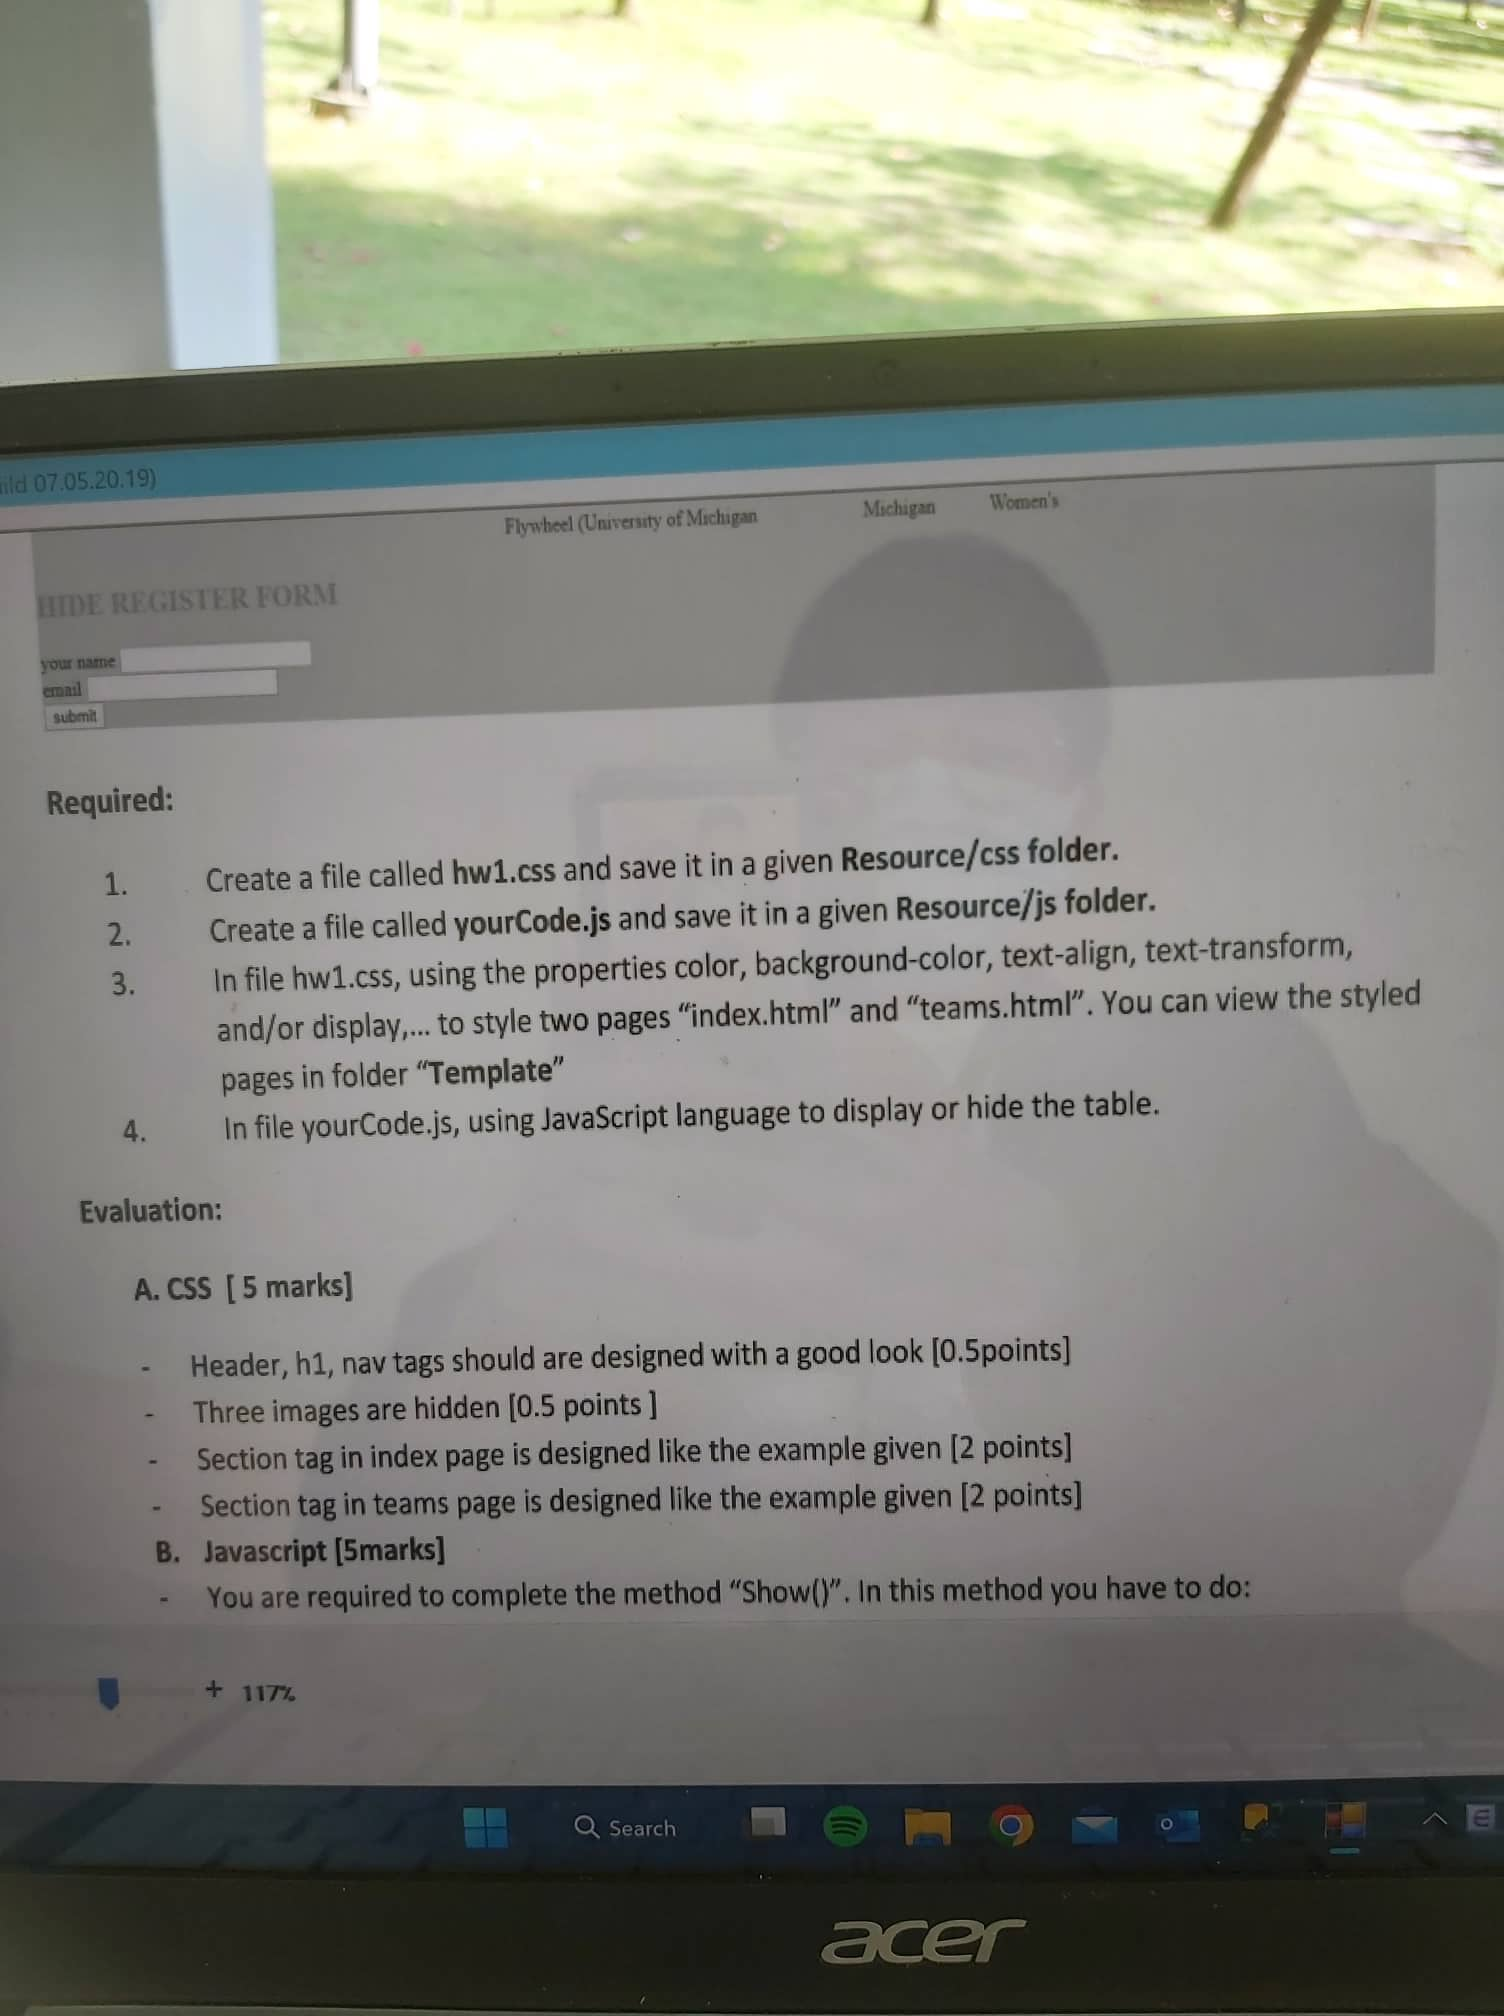 ild 07.05.20.19)
Flywheel (University of Michigan Michigan Women's
HIDE REGISTER FORM
your name
email
submit
Required:
1. Create a file called hw1.css and save it in a given Resource/css folder.
2. Create a file called yourCode.js and save it in a given Resource/js folder.
3. In file hw1.css, using the properties color, background-color, text-align, text-transform,
and/or display,... to style two pages “index.html” and “teams.html”. You can view the styled
pages in folder “Template”
4. In file yourCode.js, using JavaScript language to display or hide the table.
Evaluation:
A. CSS [ 5 marks]
- Header, h1, nav tags should are designed with a good look [0.5points]
- Three images are hidden [0.5 points ]
- Section tag in index page is designed like the example given [2 points]
- Section tag in teams page is designed like the example given [2 points]
B. Javascript [5marks]
- You are required to complete the method “Show()”. In this method you have to do:
+ 117%
Search
acer